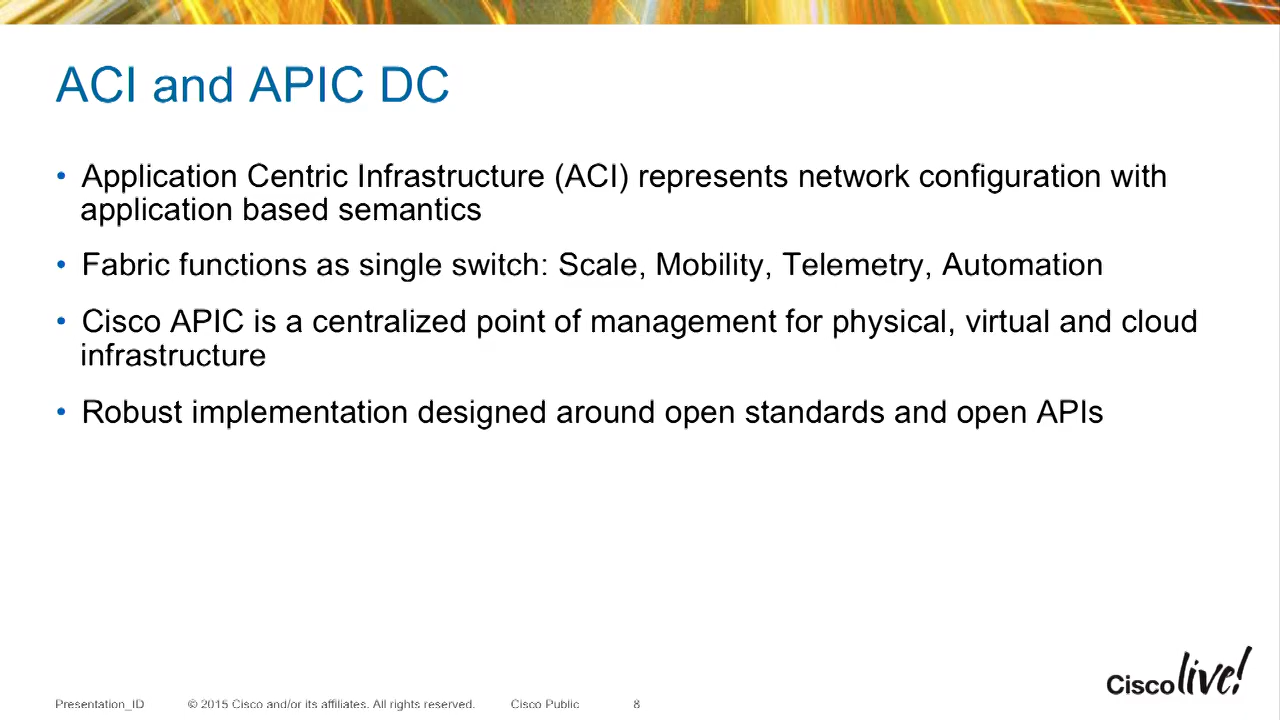 ACI and APIC DC
• Application Centric Infrastructure (ACI) represents network configuration with
application based semantics
• Fabric functions as single switch: Scale, Mobility, Telemetry, Automation
• Cisco APIC is a centralized point of management for physical, virtual and cloud
infrastructure
• Robust implementation designed around open standards and open APIs
Cisco live!
Presentation_ID © 2015 Cisco and/or its affiliates. All rights reserved. Cisco Public 8